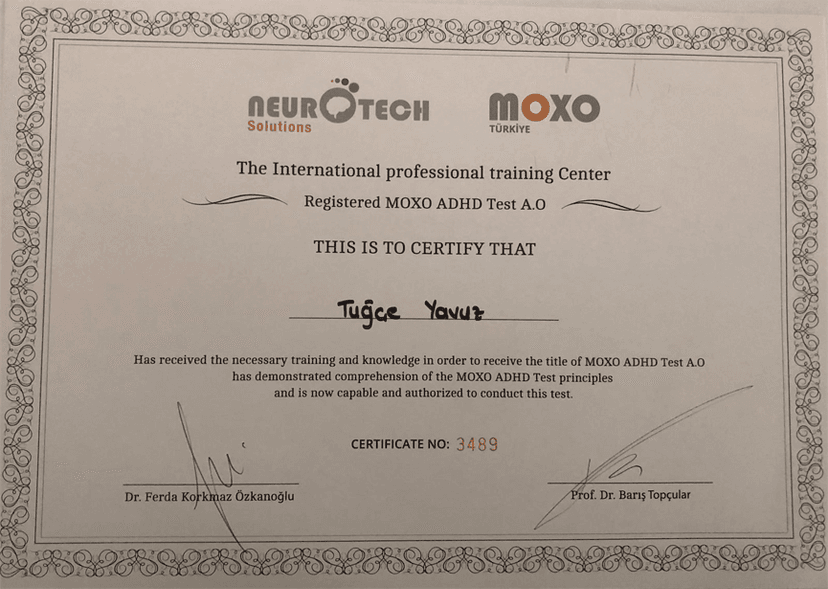 NEUROTECH
Solutions
MOXO
TÜRKİYE
The International professional training Center
Registered MOXO ADHD Test A.O
THIS IS TO CERTIFY THAT
Tuğçe Yavuz
Has received the necessary training and knowledge in order to receive the title of MOXO ADHD Test A.O
has demonstrated comprehension of the MOXO ADHD Test principles
and is now capable and authorized to conduct this test.
CERTIFICATE NO: 3489
Dr. Ferda Korkmaz Özkanoğlu
Prof. Dr. Barış Topçular